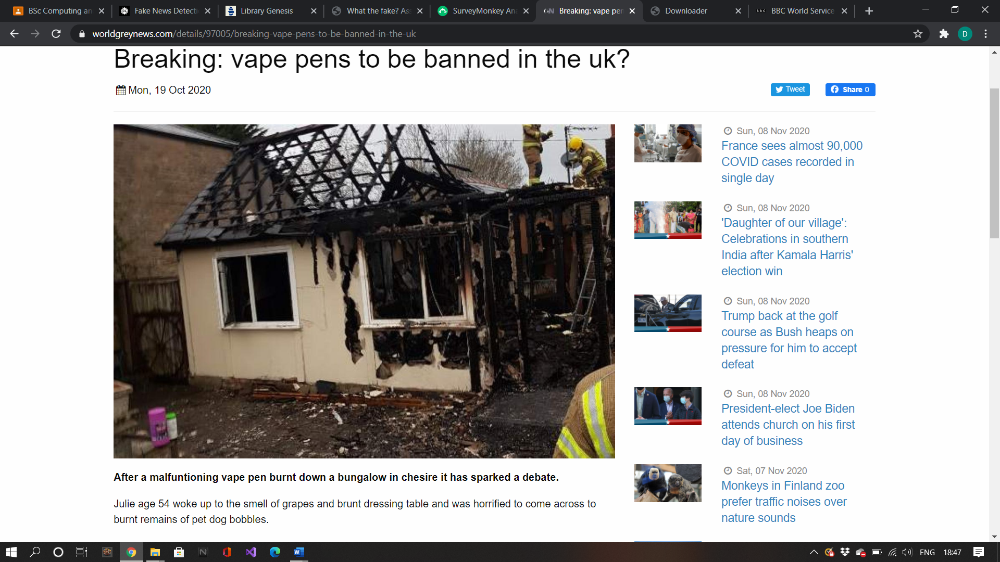 BSc Computing an
Fake News Detecti
Library Genesis
What the fake? Ass
SurveyMonkey Ana
GN Breaking: vape pen
Downloader
BBC BBC World Service
worldgreynews.com/details/97005/breaking-vape-pens-to-be-banned-in-the-uk
D
Breaking: vape pens to be banned in the uk?
Mon, 19 Oct 2020
Tweet
Share 0
Sun, 08 Nov 2020
France sees almost 90,000
COVID cases recorded in
single day
Sun, 08 Nov 2020
'Daughter of our village':
Celebrations in southern
India after Kamala Harris'
election win
Sun, 08 Nov 2020
Trump back at the golf
course as Bush heaps on
pressure for him to accept
defeat
Sun, 08 Nov 2020
President-elect Joe Biden
attends church on his first
day of business
Sat, 07 Nov 2020
Monkeys in Finland zoo
prefer traffic noises over
nature sounds
After a malfuntioning vape pen burnt down a bungalow in chesire it has sparked a debate.
Julie age 54 woke up to the smell of grapes and brunt dressing table and was horrified to come across to
burnt remains of pet dog bobbles.
ENG
18:47